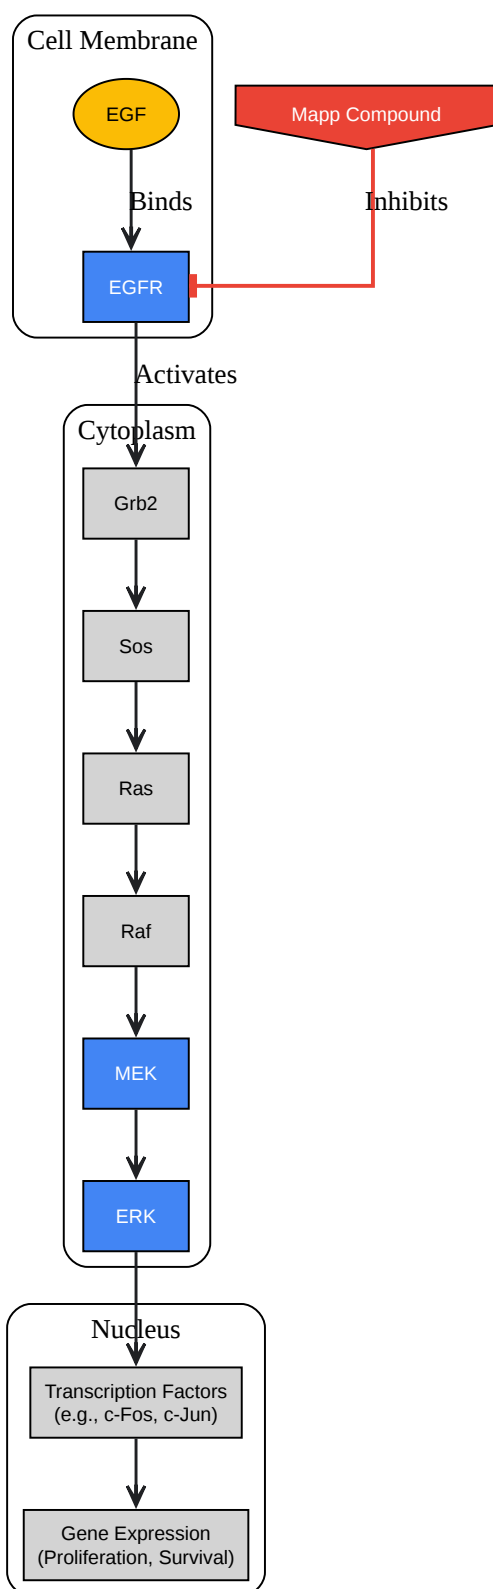 Cell Membrane
EGF
Mapp Compound
Binds
Inhibits
EGFR
Activates
Cytoplasm
Grb2
Sos
Ras
Raf
MEK
ERK
Nucleus
Transcription Factors
(e.g., c-Fos, c-Jun)
Gene Expression
(Proliferation, Survival)